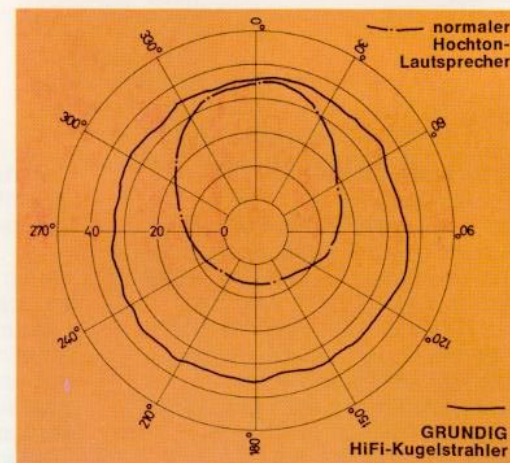 normaler
Hochton-
Lautsprecher
0°
30°
60°
90°
120°
150°
180°
210°
240°
270°
300°
330°
40 20 0
GRUNDIG
HiFi-Kugelstrahler